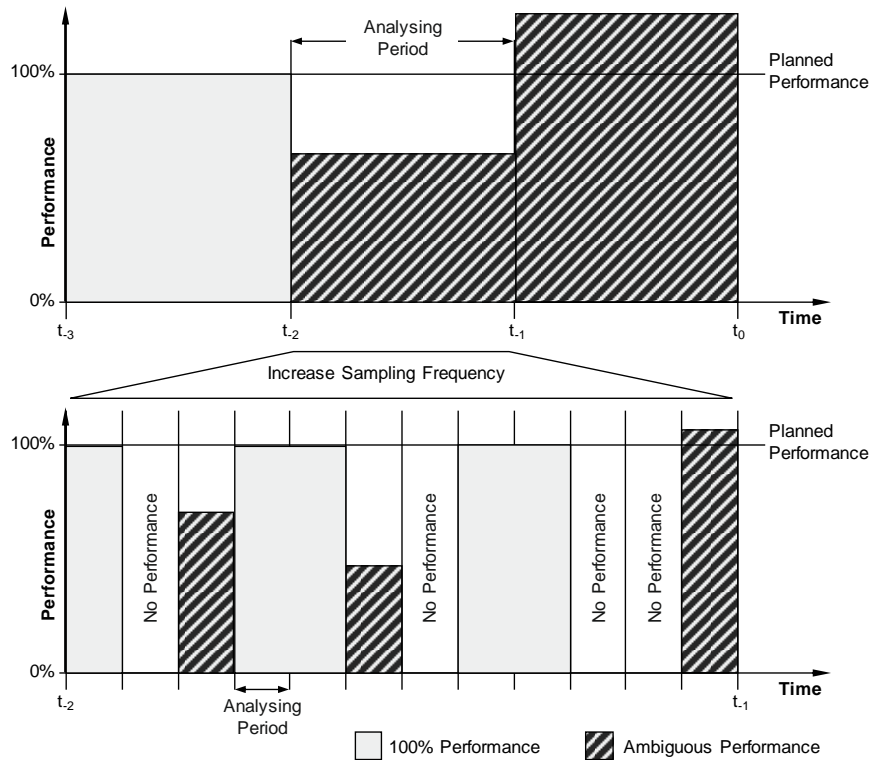 Analysing
Period
100%
Planned
Performance
Performance
0%
Time
t-3
t-2
t-1
t0
Increase Sampling Frequency
100%
Planned
Performance
Performance
No Performance
No Performance
No Performance
No Performance
0%
Time
t-2
t-1
Analysing
Period
100% Performance
Ambiguous Performance